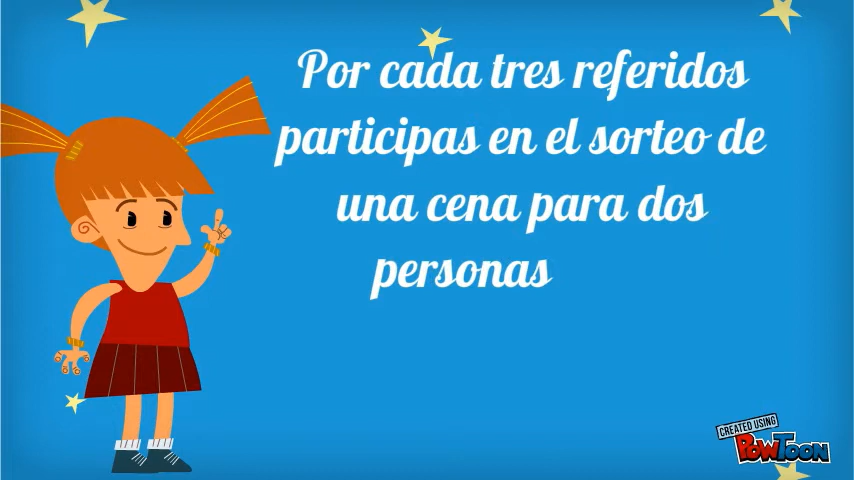 Por cada tres referidos
participas en el sorteo de
una cena para dos
personas
CREATED USING
POWTOON